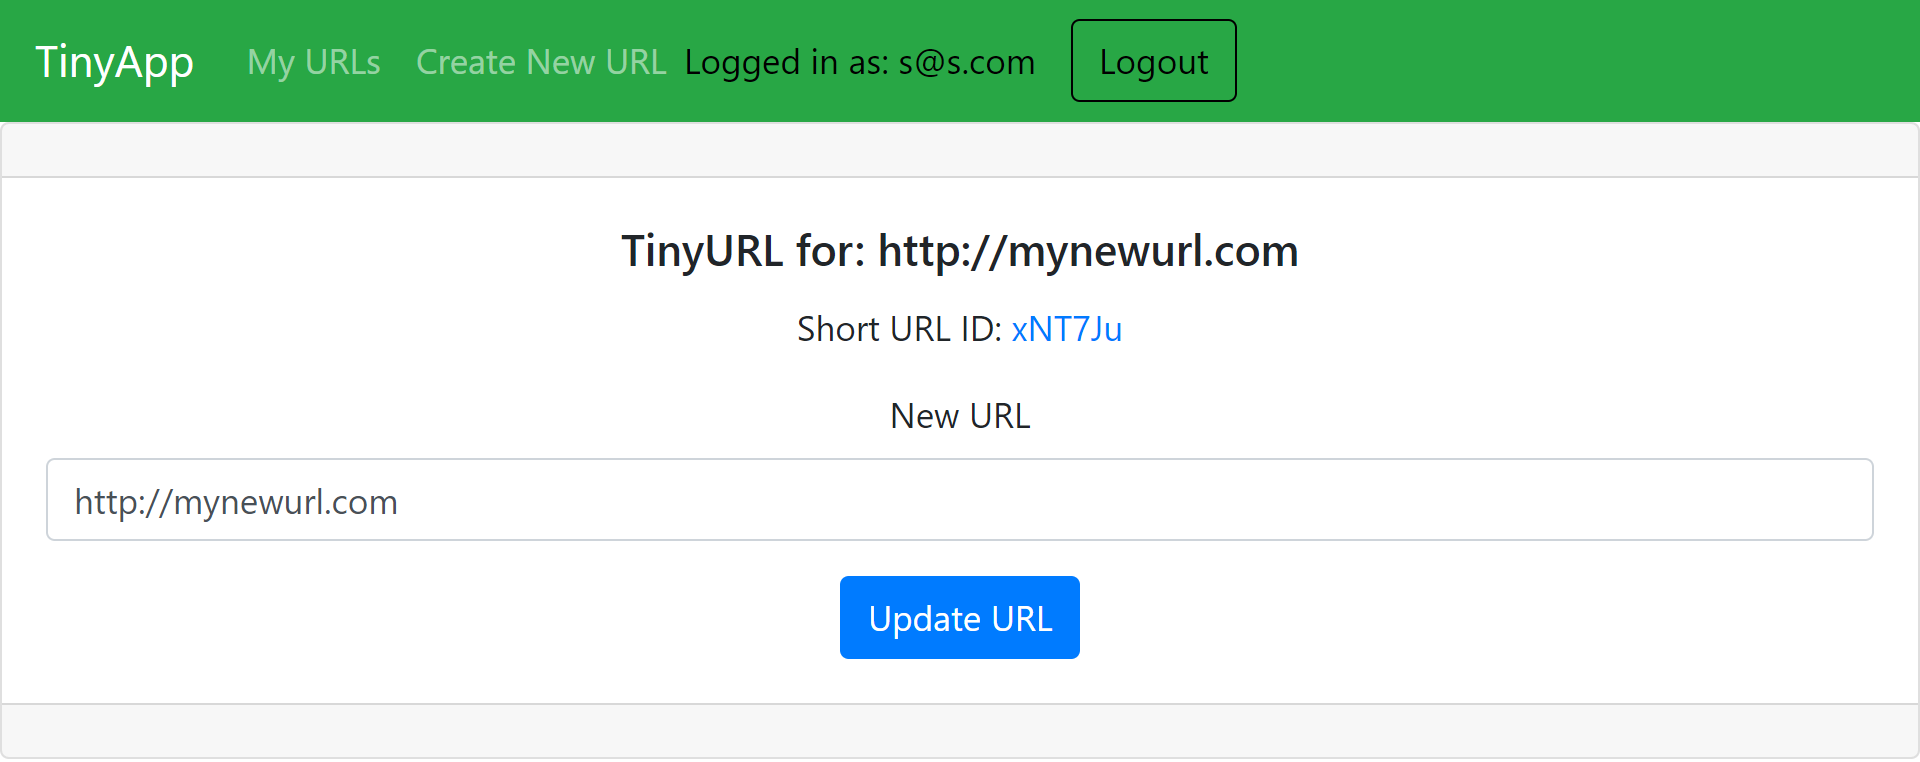 TinyApp My URLs Create New URL Logged in as: s@s.com Logout
TinyURL for: http://mynewurl.com
Short URL ID: xNT7Ju
New URL
http://mynewurl.com
Update URL